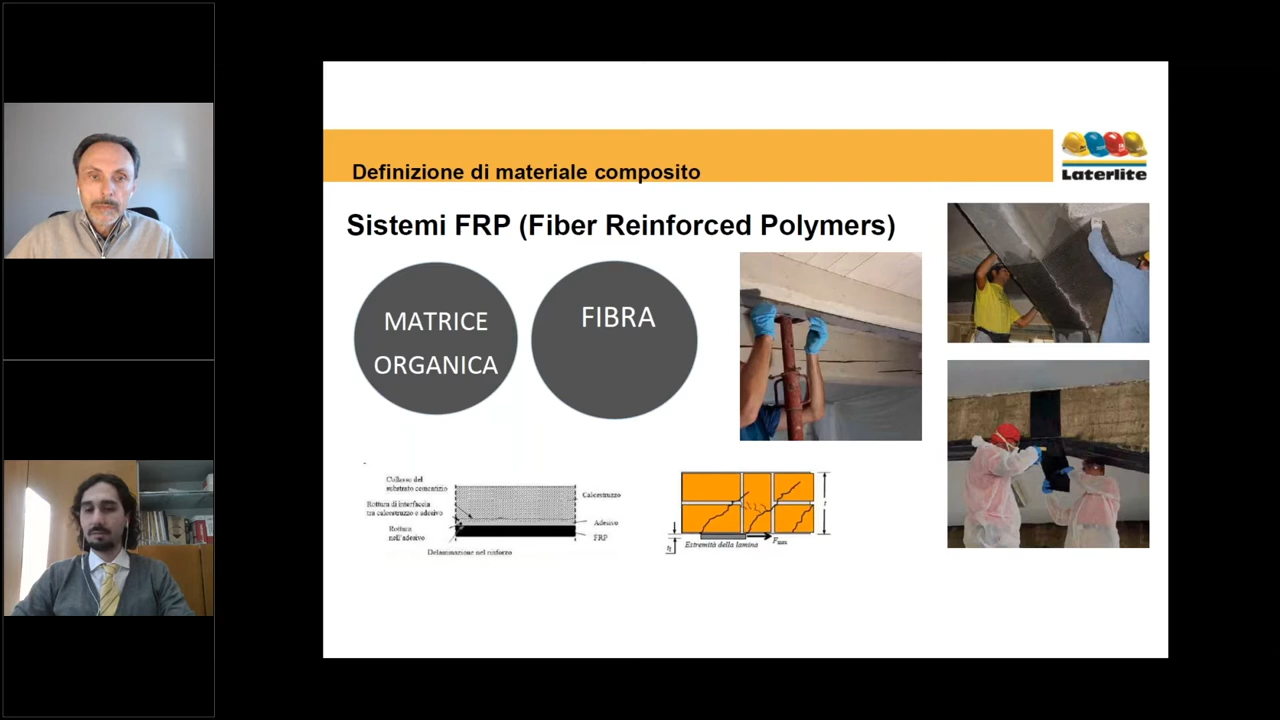 Definizione di materiale composito
Laterlite
Sistemi FRP (Fiber Reinforced Polymers)
MATRICE
ORGANICA
FIBRA
Collasso del
substrato cementizio
Rottura di interfaccia
tra calcestruzzo e adesivo
Rottura
nell'adesivo
Delaminazione nel rinforzo
Calcestruzzo
Adesivo
FRP
Estremità della lamina
t